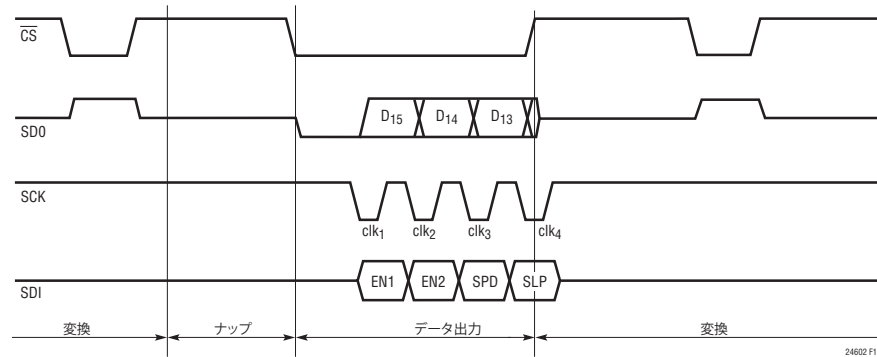 CS
SD0
D15 D14 D13
SCK
clk1 clk2 clk3 clk4
SDI
EN1 EN2 SPD SLP
変換 ナップ データ出力 変換
24602 F1